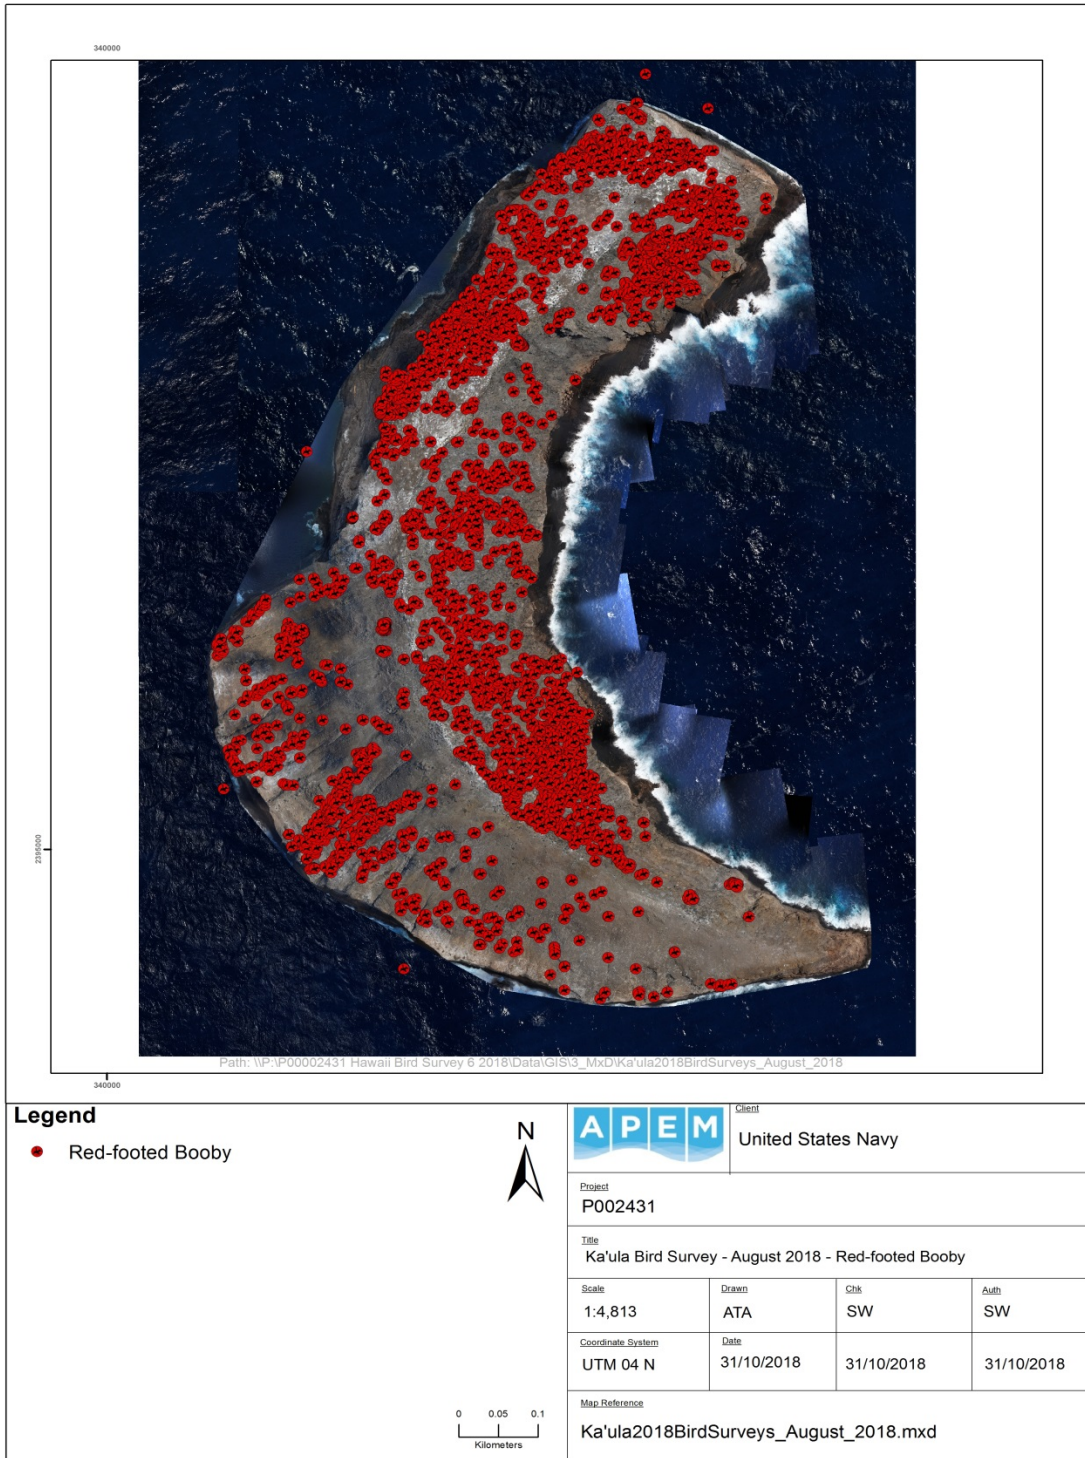 340000
2395000
Path: \\P:\P00002431 Hawaii Bird Survey 6 2018\Data\GIS\3_MxD\Ka'ula2018BirdSurveys_August_2018
340000
Legend
Red-footed Booby
N
0 0.05 0.1
Kilometers
APEM
Client
United States Navy
Project
P002431
Title
Ka'ula Bird Survey - August 2018 - Red-footed Booby
Scale Drawn Chk Auth
1:4,813 ATA SW SW
Coordinate System Date
UTM 04 N 31/10/2018 31/10/2018 31/10/2018
Map Reference
Ka'ula2018BirdSurveys_August_2018.mxd